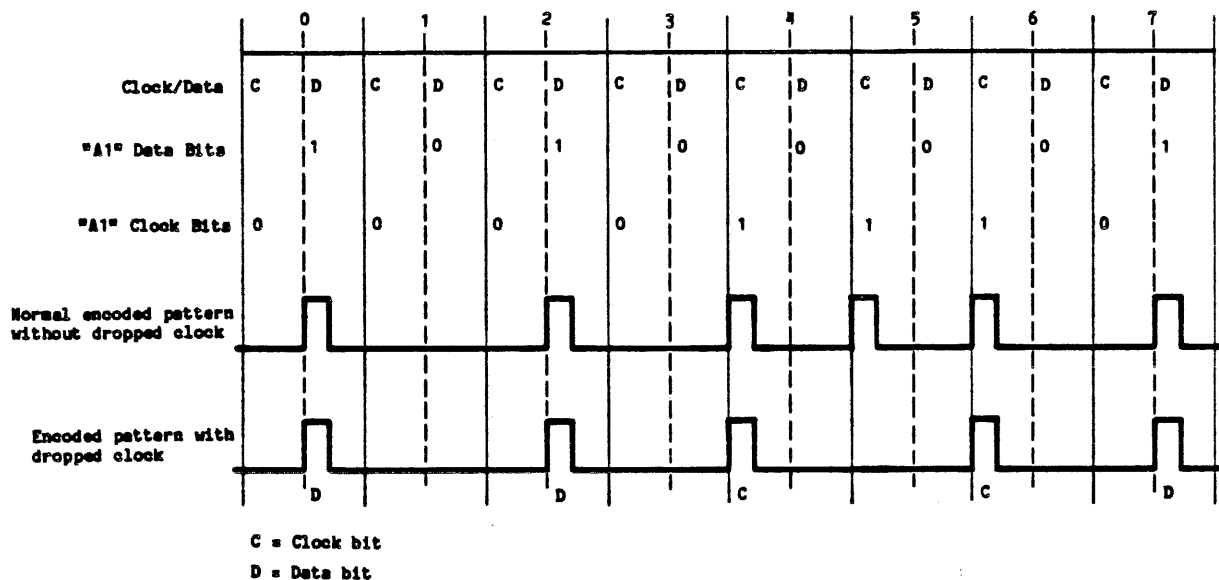 0 1 2 3 4 5 6 7
Clock/Data C D C D C D C D C D C D C D C D
"A1" Data Bits 1 0 1 0 0 0 0 1
"A1" Clock Bits 0 0 0 0 1 1 1 0
Normal encoded pattern
without dropped clock
Encoded pattern with
dropped clock
D D C C D
C = Clock bit
D = Data bit